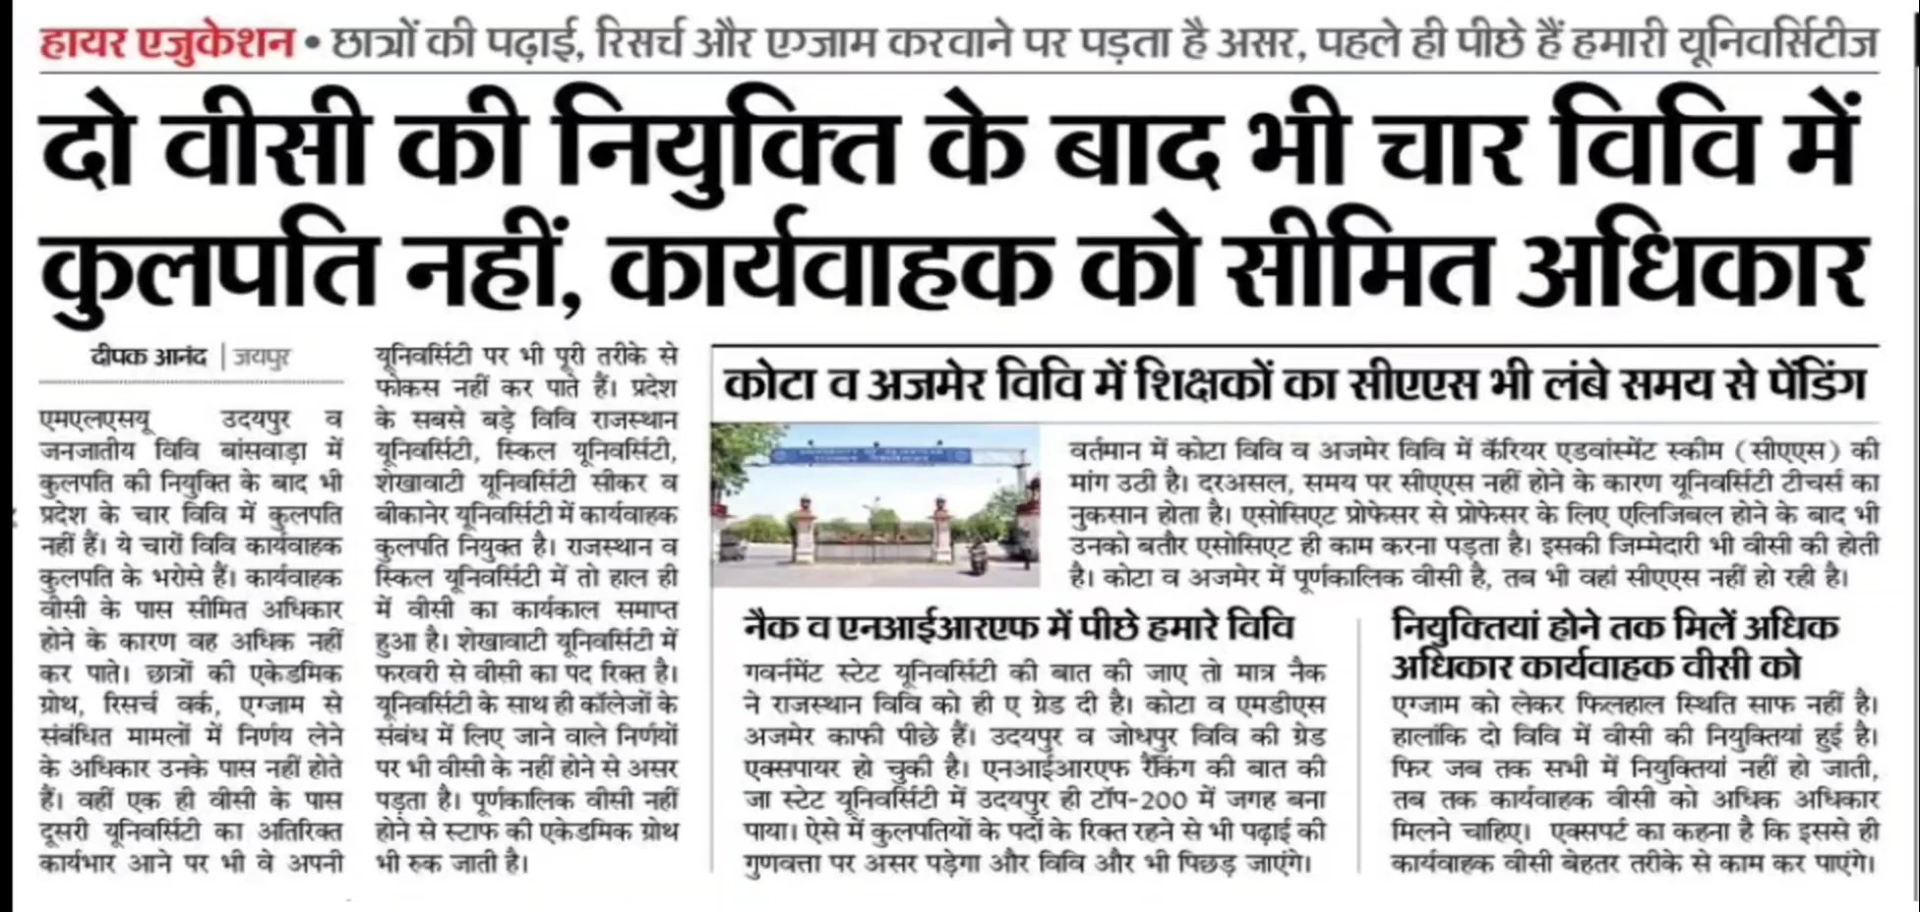 हायर एजुकेशन • छात्रों की पढ़ाई, रिसर्च और एग्जाम करवाने पर पड़ता है असर, पहले ही पीछे हैं हमारी यूनिवर्सिटीज
दो वीसी की नियुक्ति के बाद भी चार विवि में
कुलपति नहीं, कार्यवाहक को सीमित अधिकार
दीपक आनंद | जयपुर
एमएलएसयू उदयपुर व
जनजातीय विवि बांसवाड़ा में
कुलपति की नियुक्ति के बाद भी
प्रदेश के चार विवि में कुलपति
नहीं हैं। ये चारों विवि कार्यवाहक
कुलपति के भरोसे हैं। कार्यवाहक
वीसी के पास सीमित अधिकार
होने के कारण वह अधिक नहीं
कर पाते। छात्रों की एकेडमिक
ग्रोथ, रिसर्च वर्क, एग्जाम से
संबंधित मामलों में निर्णय लेने
के अधिकार उनके पास नहीं होते
हैं। वहीं एक ही वीसी के पास
दूसरी यूनिवर्सिटी का अतिरिक्त
कार्यभार आने पर भी वे अपनी
यूनिवर्सिटी पर भी पूरी तरीके से
फोकस नहीं कर पाते हैं। प्रदेश
के सबसे बड़े विवि राजस्थान
यूनिवर्सिटी, स्किल यूनिवर्सिटी,
शेखावाटी यूनिवर्सिटी सीकर व
बीकानेर यूनिवर्सिटी में कार्यवाहक
कुलपति नियुक्त है। राजस्थान व
स्किल यूनिवर्सिटी में तो हाल ही
में वीसी का कार्यकाल समाप्त
हुआ है। शेखावाटी यूनिवर्सिटी में
फरवरी से वीसी का पद रिक्त है।
यूनिवर्सिटी के साथ ही कॉलेजों के
संबंध में लिए जाने वाले निर्णयों
पर भी वीसी के नहीं होने से असर
पड़ता है। पूर्णकालिक वीसी नहीं
होने से स्टाफ की एकेडमिक ग्रोथ
भी रुक जाती है।
कोटा व अजमेर विवि में शिक्षकों का सीएएस भी लंबे समय से पेंडिंग
वर्तमान में कोटा विवि व अजमेर विवि में कॅरियर एडवांस्मेंट स्कीम (सीएएस) की
मांग उठी है। दरअसल, समय पर सीएएस नहीं होने के कारण यूनिवर्सिटी टीचर्स का
नुकसान होता है। एसोसिएट प्रोफेसर से प्रोफेसर के लिए एलिजिबल होने के बाद भी
उनको बतौर एसोसिएट ही काम करना पड़ता है। इसकी जिम्मेदारी भी वीसी की होती
है। कोटा व अजमेर में पूर्णकालिक वीसी है, तब भी वहां सीएएस नहीं हो रही है।
नैक व एनआईआरएफ में पीछे हमारे विवि
गवर्नमेंट स्टेट यूनिवर्सिटी की बात की जाए तो मात्र नैक
ने राजस्थान विवि को ही ए ग्रेड दी है। कोटा व एमडीएस
अजमेर काफी पीछे हैं। उदयपुर व जोधपुर विवि की ग्रेड
एक्सपायर हो चुकी है। एनआईआरएफ रैंकिंग की बात की
जा स्टेट यूनिवर्सिटी में उदयपुर ही टॉप-200 में जगह बना
पाया। ऐसे में कुलपतियों के पदों के रिक्त रहने से भी पढ़ाई की
गुणवत्ता पर असर पड़ेगा और विवि और भी पिछड़ जाएंगे।
नियुक्तियां होने तक मिलें अधिक
अधिकार कार्यवाहक वीसी को
एग्जाम को लेकर फिलहाल स्थिति साफ नहीं है।
हालांकि दो विवि में वीसी की नियुक्तियां हुई है।
फिर जब तक सभी में नियुक्तियां नहीं हो जाती,
तब तक कार्यवाहक वीसी को अधिक अधिकार
मिलने चाहिए। एक्सपर्ट का कहना है कि इससे ही
कार्यवाहक वीसी बेहतर तरीके से काम कर पाएंगे।